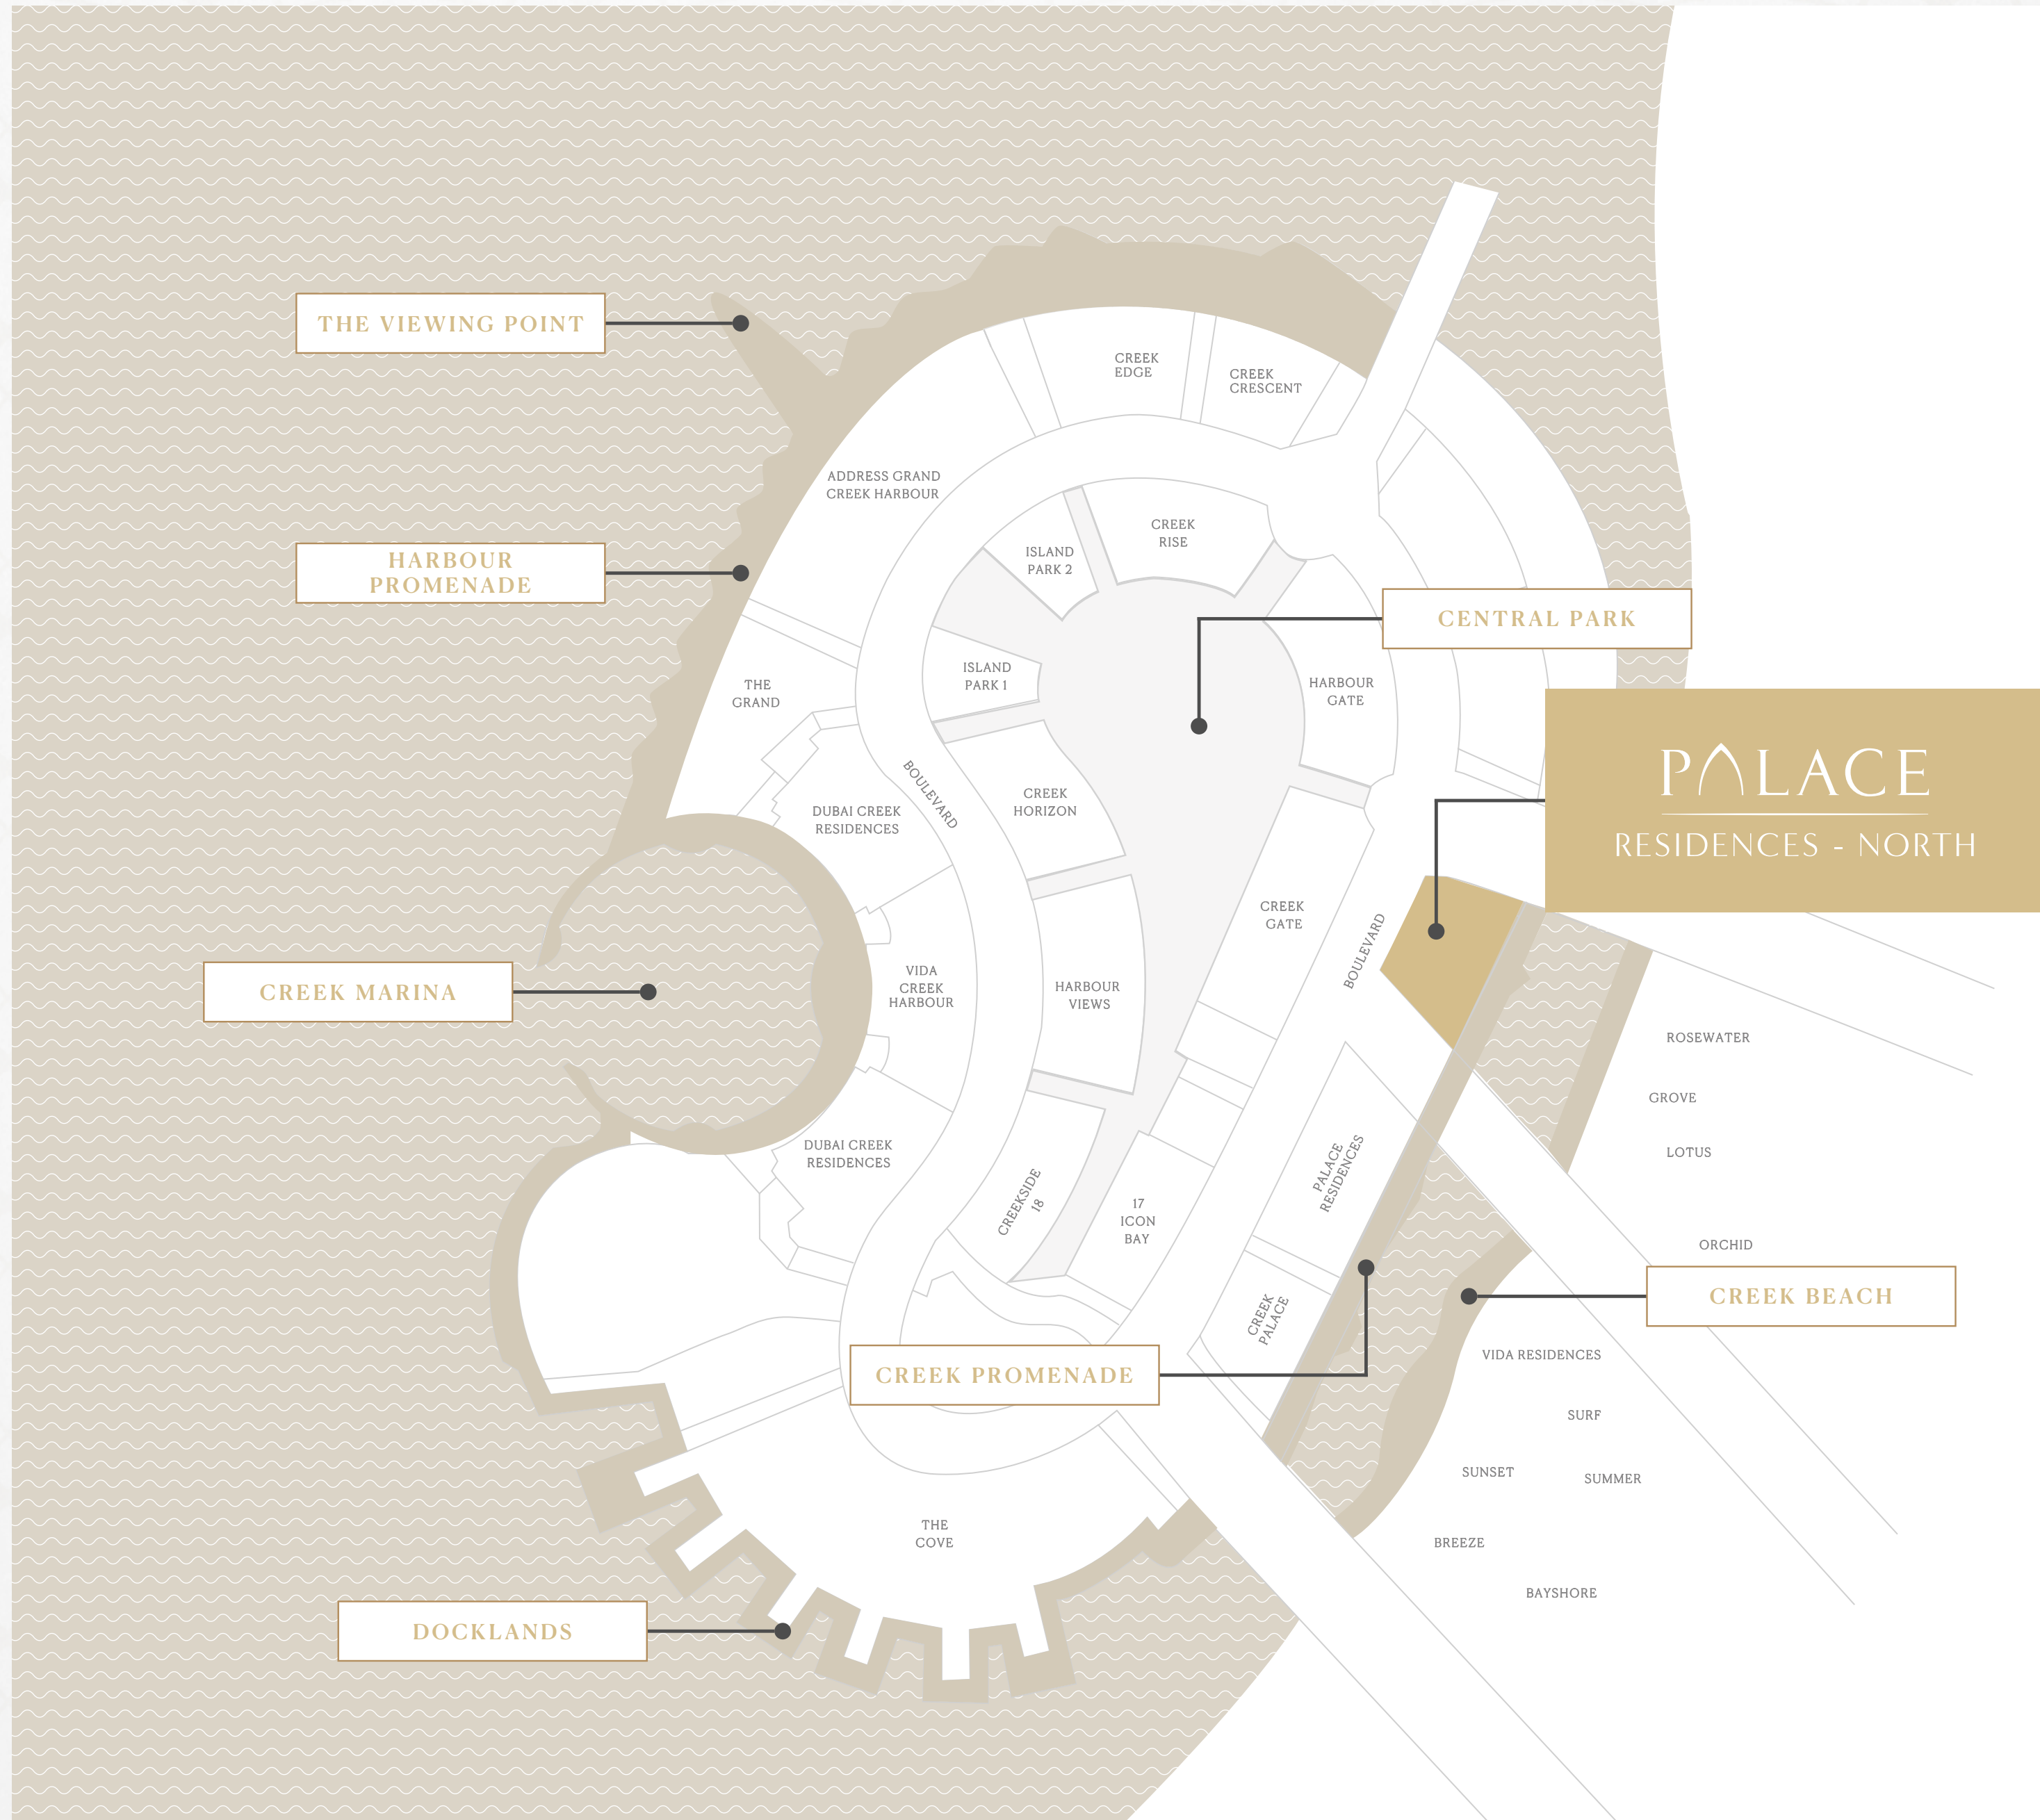 THE VIEWING POINT
CREEK
EDGE
CREEK
CRESCENT
ADDRESS GRAND
CREEK HARBOUR
HARBOUR
PROMENADE
CREEK
RISE
ISLAND
PARK 2
CENTRAL PARK
ISLAND
PARK 1
THE
GRAND
HARBOUR
GATE
PALACE
RESIDENCES - NORTH
BOULEVARD
DUBAI CREEK
RESIDENCES
CREEK
HORIZON
CREEK
GATE
BOULEVARD
CREEK MARINA
VIDA
CREEK
HARBOUR
HARBOUR
VIEWS
ROSEWATER
GROVE
LOTUS
DUBAI CREEK
RESIDENCES
PALACE
RESIDENCES
CREEKSIDE
18
17
ICON
BAY
ORCHID
CREEK
PALACE
CREEK BEACH
CREEK PROMENADE
VIDA RESIDENCES
SURF
SUNSET
SUMMER
THE
COVE
BREEZE
BAYSHORE
DOCKLANDS